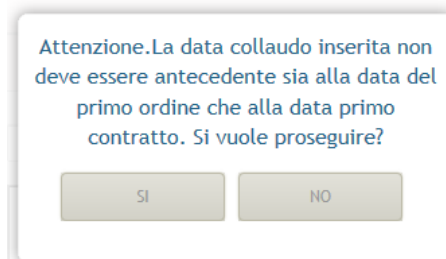 Attenzione.La data collaudo inserita non
deve essere antecedente sia alla data del
primo ordine che alla data primo
contratto. Si vuole proseguire?
SI
NO